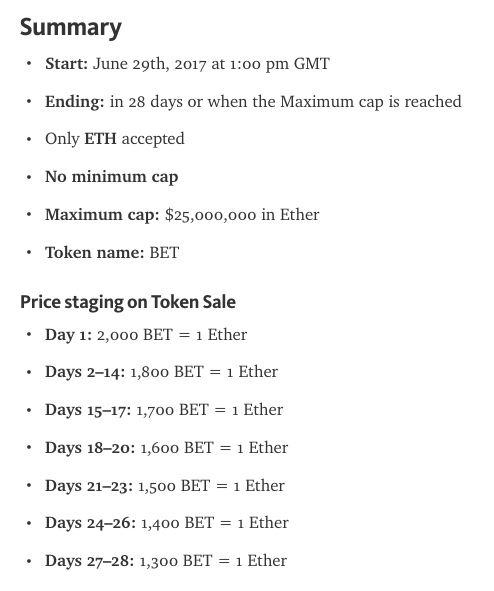 Summary
• Start: June 29th, 2017 at 1:00 pm GMT
• Ending: in 28 days or when the Maximum cap is reached
• Only ETH accepted
• No minimum cap
• Maximum cap: $25,000,000 in Ether
• Token name: BET
Price staging on Token Sale
• Day 1: 2,000 BET = 1 Ether
• Days 2–14: 1,800 BET = 1 Ether
• Days 15–17: 1,700 BET = 1 Ether
• Days 18–20: 1,600 BET = 1 Ether
• Days 21–23: 1,500 BET = 1 Ether
• Days 24–26: 1,400 BET = 1 Ether
• Days 27–28: 1,300 BET = 1 Ether